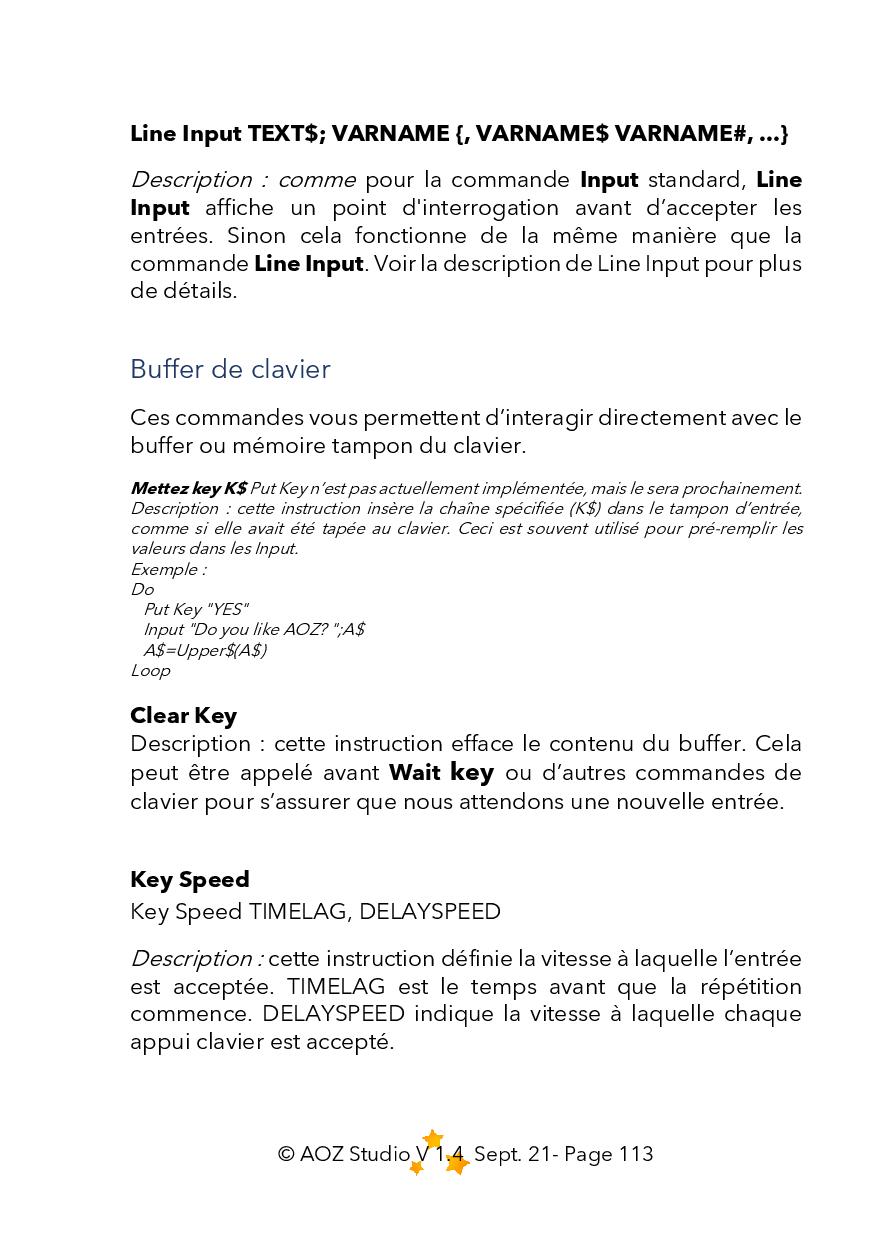 Line Input TEXT$; VARNAME {, VARNAME$ VARNAME#, ...}
Description : comme pour la commande Input standard, Line
Input affiche un point d'interrogation avant d’accepter les
entrées. Sinon cela fonctionne de la même manière que la
commande Line Input. Voir la description de Line Input pour plus
de détails.
Buffer de clavier
Ces commandes vous permettent d’interagir directement avec le
buffer ou mémoire tampon du clavier.
Mettez key K$ Put Key n’est pas actuellement implémentée, mais le sera prochainement.
Description : cette instruction insère la chaîne spécifiée (K$) dans le tampon d’entrée,
comme si elle avait été tapée au clavier. Ceci est souvent utilisé pour pré-remplir les
valeurs dans les Input.
Exemple :
Do
Put Key "YES"
Input "Do you like AOZ? ";A$
A$=Upper$(A$)
Loop
Clear Key
Description : cette instruction efface le contenu du buffer. Cela
peut être appelé avant Wait key ou d’autres commandes de
clavier pour s’assurer que nous attendons une nouvelle entrée.
Key Speed
Key Speed TIMELAG, DELAYSPEED
Description : cette instruction définie la vitesse à laquelle l’entrée
est acceptée. TIMELAG est le temps avant que la répétition
commence. DELAYSPEED indique la vitesse à laquelle chaque
appui clavier est accepté.
© AOZ Studio V 1.4 Sept. 21- Page 113